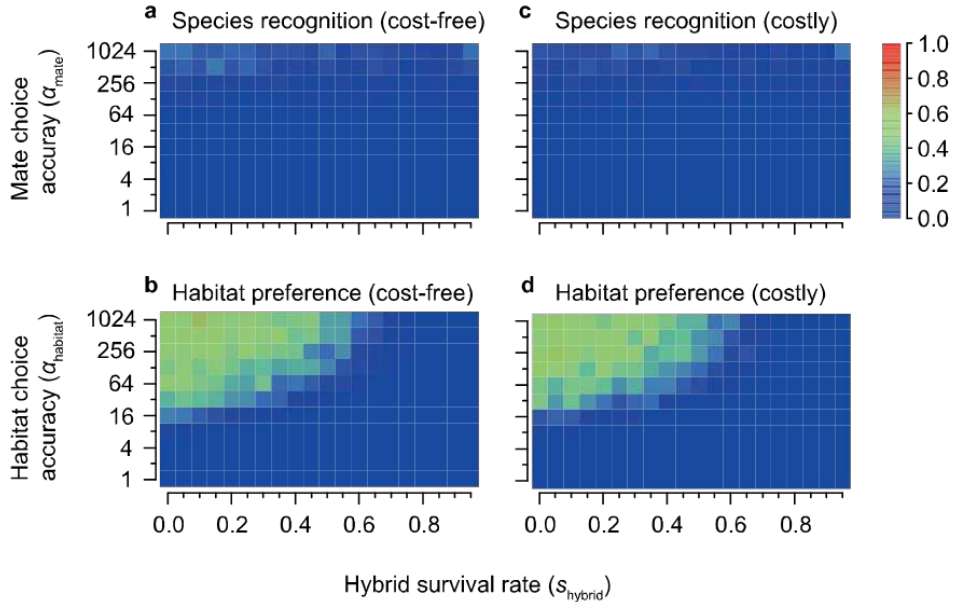 a Species recognition (cost-free)
c Species recognition (costly)
Mate choice
accuray (αmate)
1024
256
64
16
4
1
1.0
0.8
0.6
0.4
0.2
0.0
b Habitat preference (cost-free)
d Habitat preference (costly)
Habitat choice
accuracy (αhabitat)
1024
256
64
16
4
1
0.0 0.2 0.4 0.6 0.8
0.0 0.2 0.4 0.6 0.8
Hybrid survival rate (shybrid)